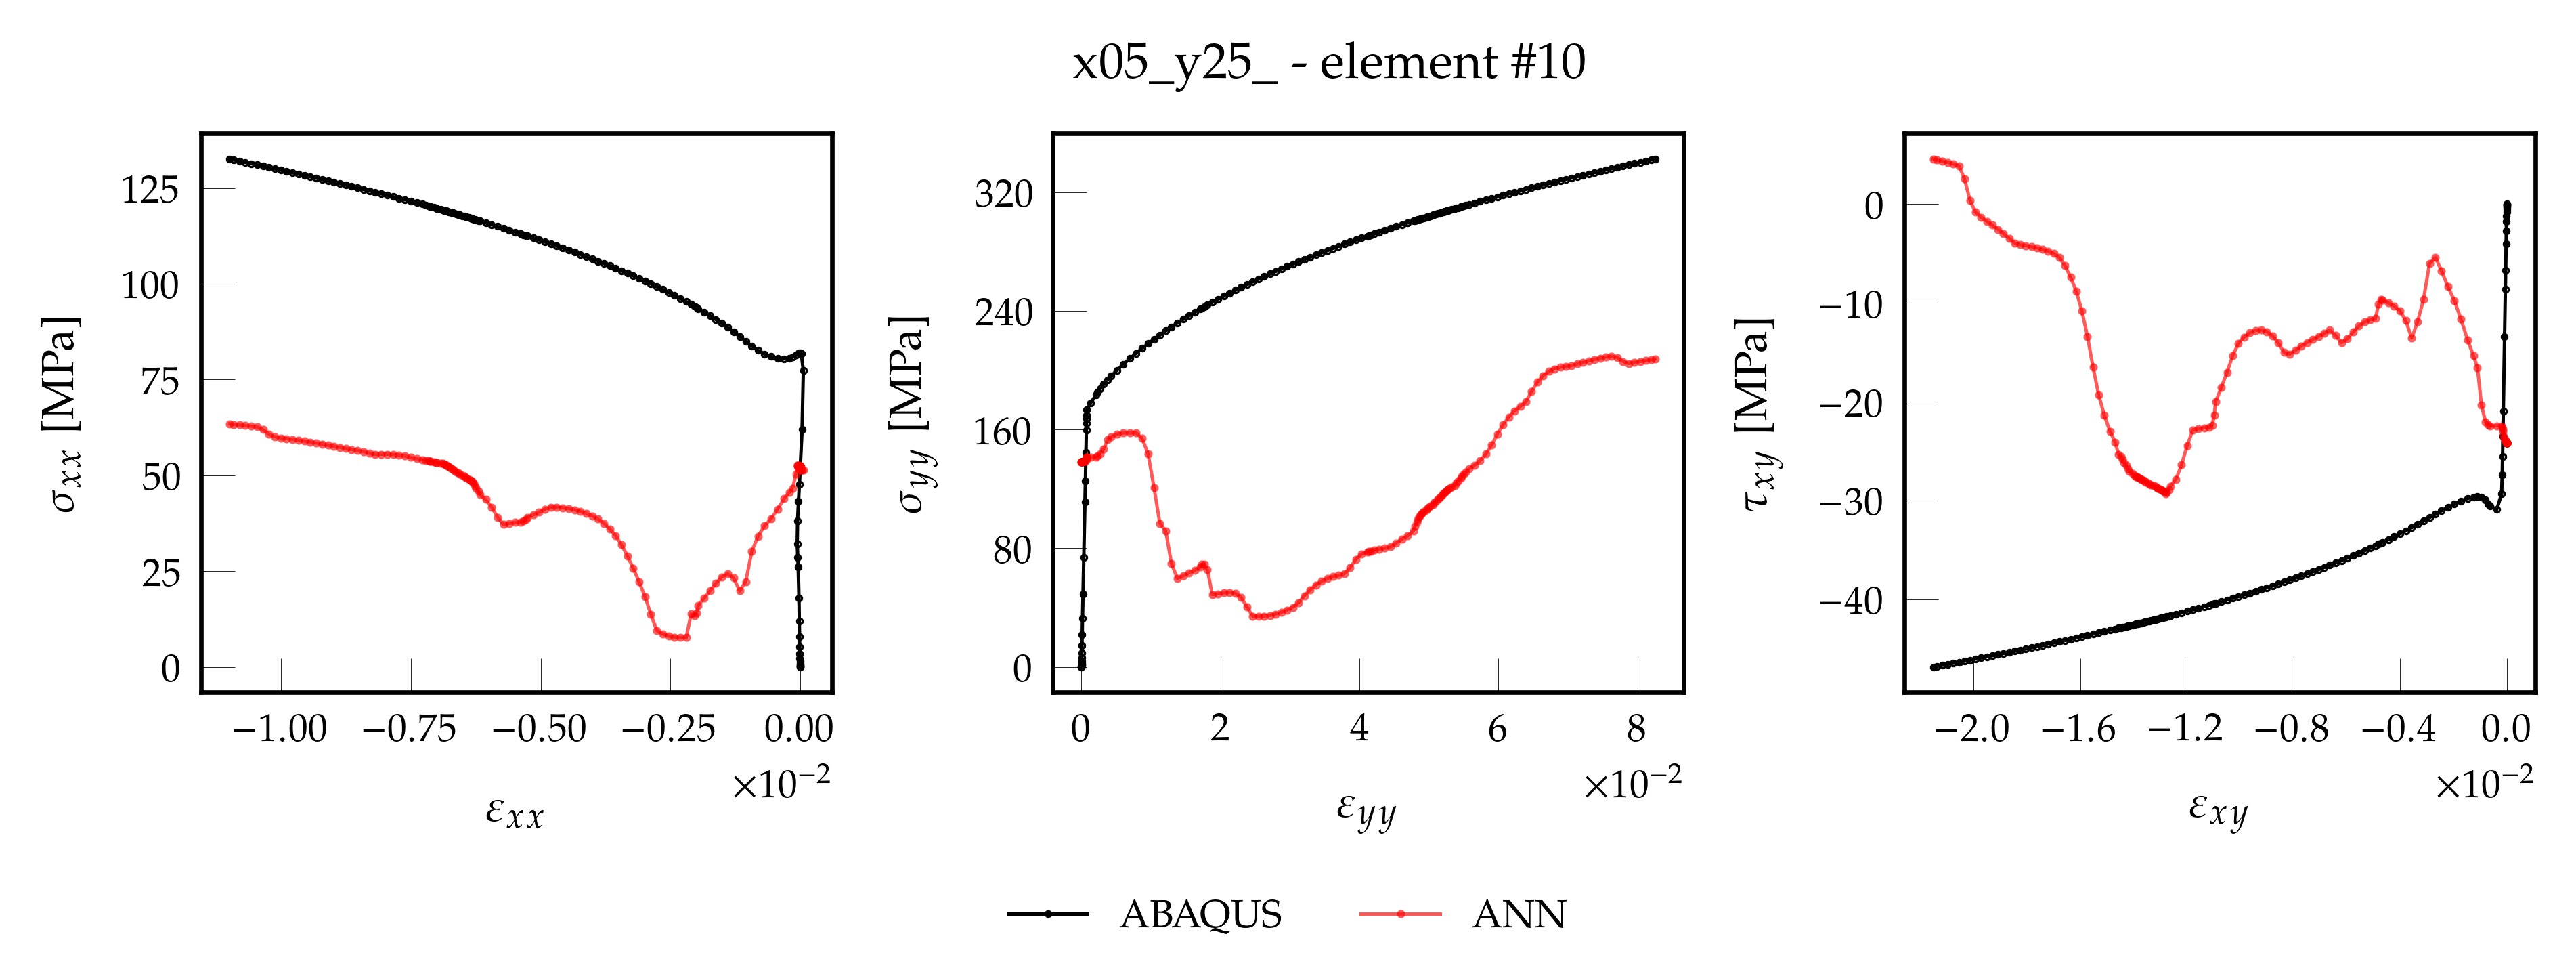 x05_y25_ - element #10
σxx [MPa]
125
100
75
50
25
0
−1.00 −0.75 −0.50 −0.25 0.00
×10−2
εxx
σyy [MPa]
320
240
160
80
0
0 2 4 6 8
×10−2
εyy
τxy [MPa]
0
−10
−20
−30
−40
−2.0 −1.6 −1.2 −0.8 −0.4 0.0
×10−2
εxy
ABAQUS ANN